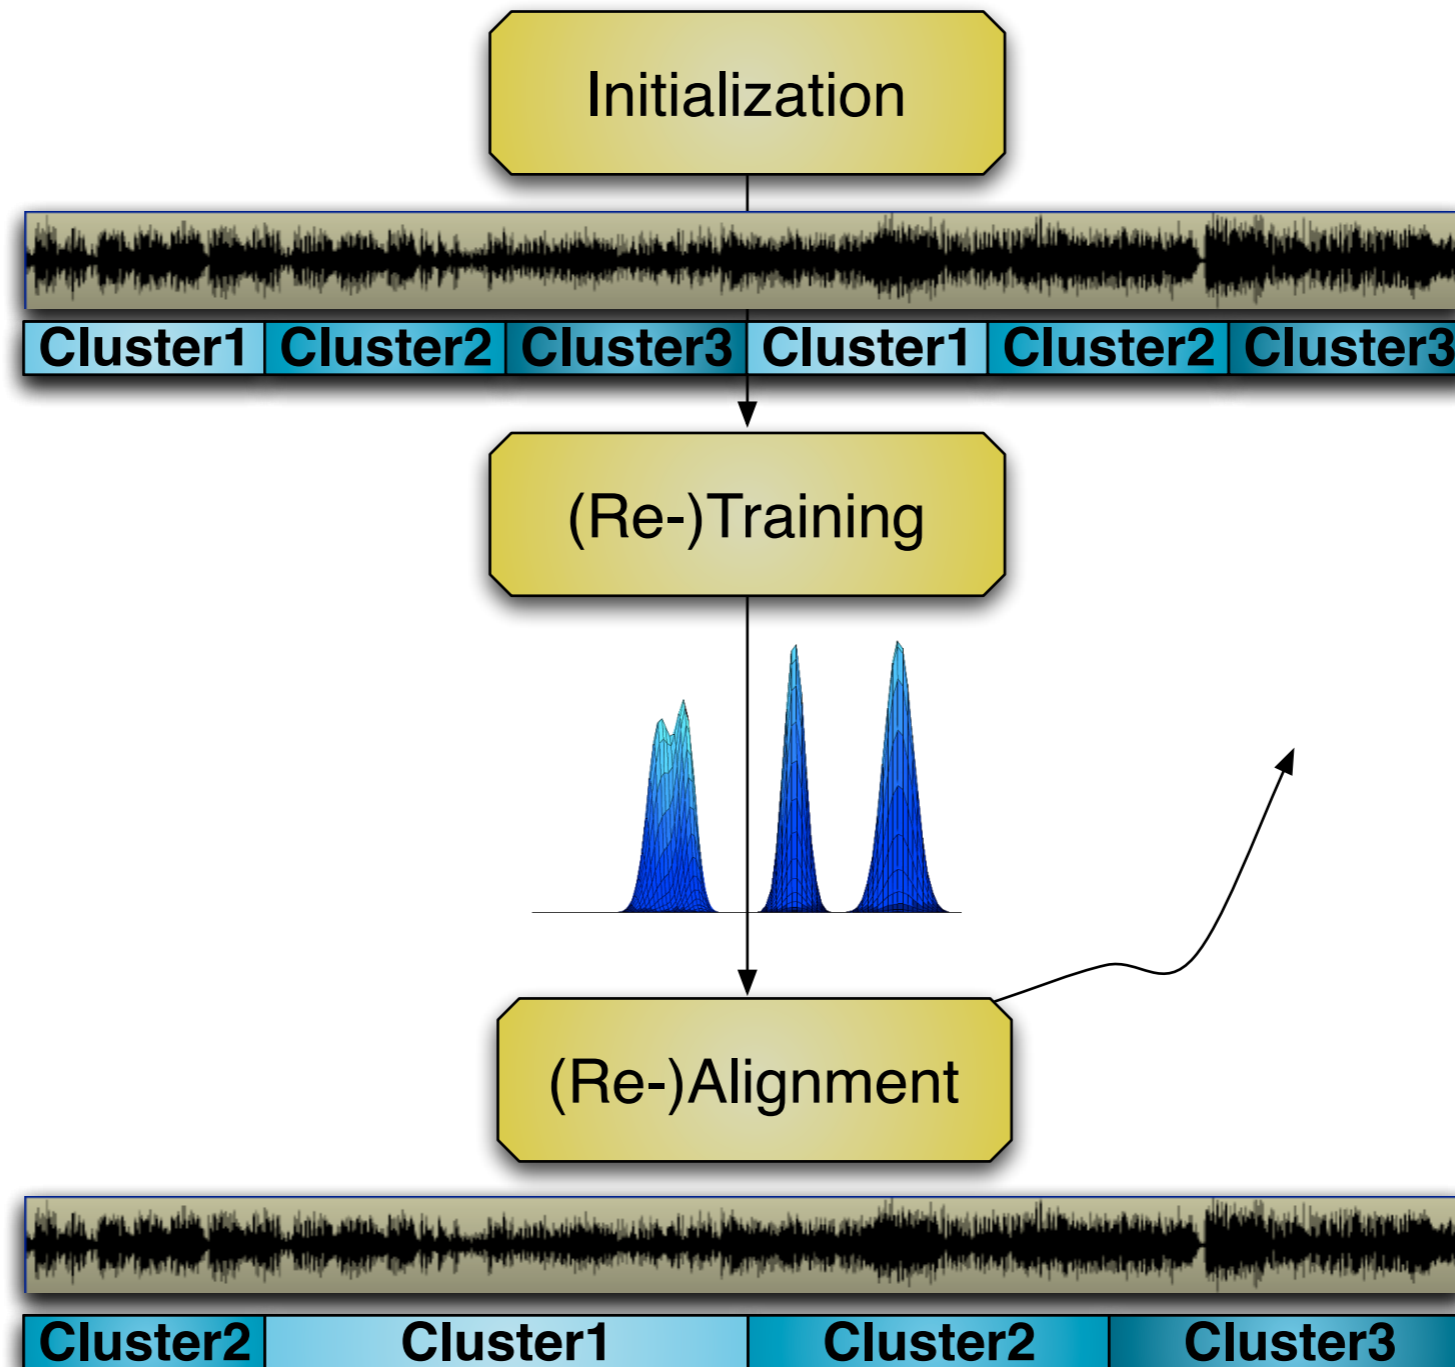 Initialization
Cluster1 Cluster2 Cluster3 Cluster1 Cluster2 Cluster3
(Re-)Training
(Re-)Alignment
Cluster2 Cluster1 Cluster2 Cluster3